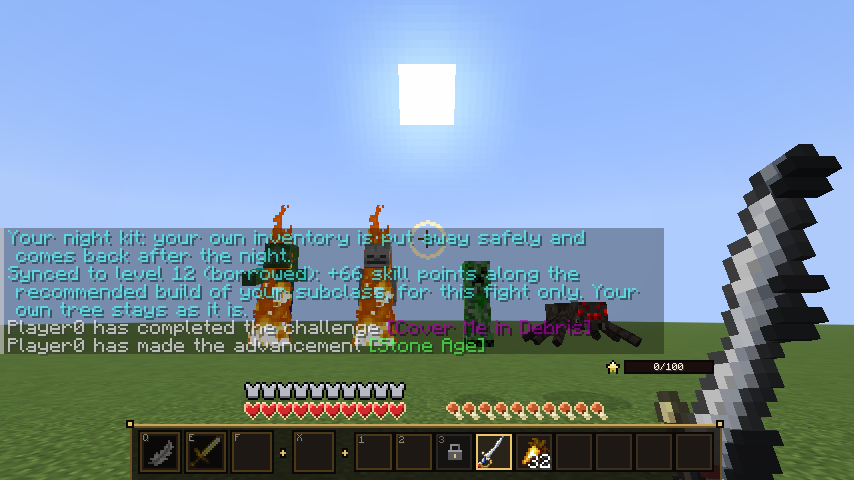 Your night kit: your own inventory is put away safely and
comes back after the night.
Synced to level 12 (borrowed): +66 skill points along the
recommended build of your subclass, for this fight only. Your
own tree stays as it is.
Player0 has completed the challenge [Cover Me in Debris]
Player0 has made the advancement [Stone Age]
0/100
Q E F X 1 2 3 32